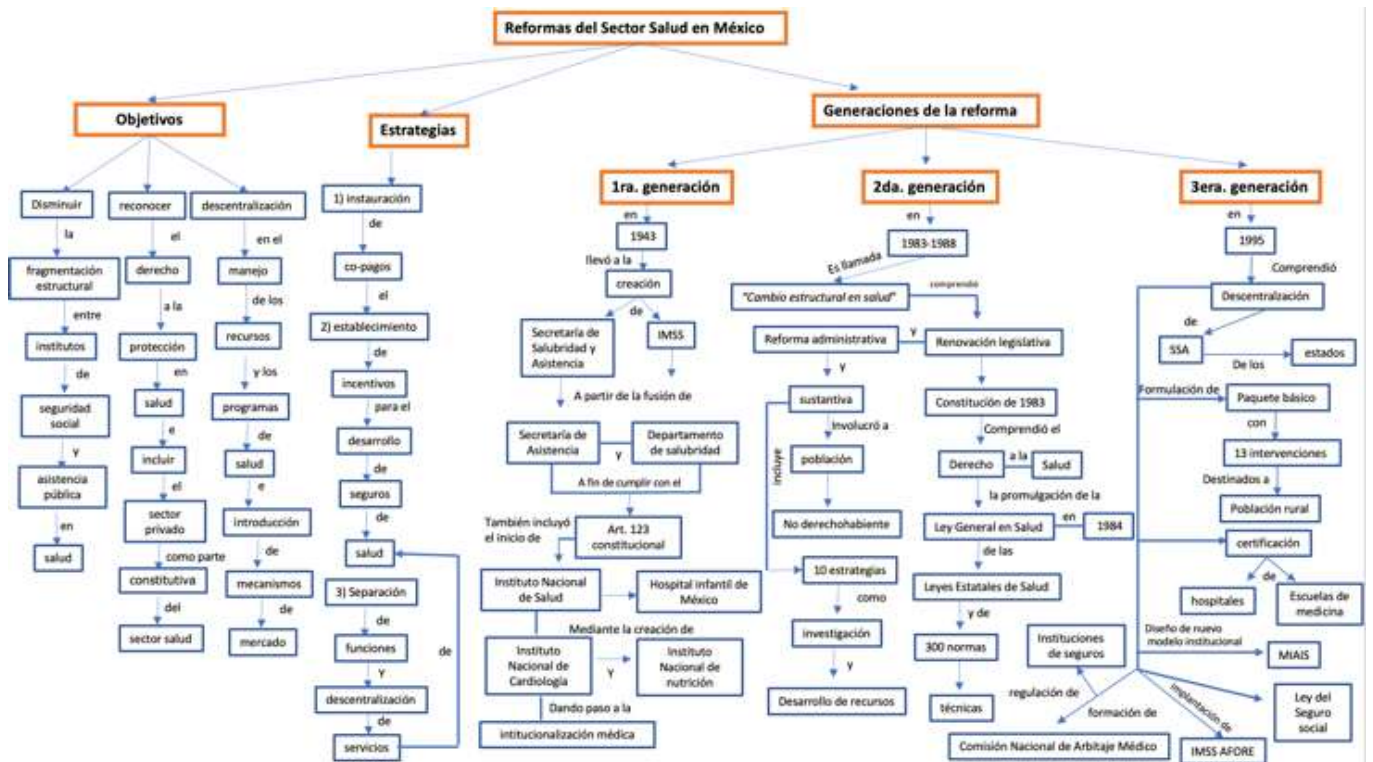 Reformas del Sector Salud en México
Objetivos
Disminuir
la
fragmentación
estructural
entre
institutos
de
seguridad
social
y
asistencia
pública
en
salud
reconocer
el
derecho
a la
protección
en
salud
e
incluir
el
sector
privado
como parte
constitutiva
del
sector salud
descentralización
en el
manejo
de los
recursos
y los
programas
de
salud
e
introducción
de
mecanismos
de
mercado
Estrategias
1) instauración
de
co-pagos
el
2) establecimiento
de
incentivos
para el
desarrollo
de
seguros
de
salud
3) Separación
de
funciones
y
descentralización
de
servicios
de
Generaciones de la reforma
1ra. generación
en
1943
llevó a la
creación
de
Secretaría de
Salubridad y
Asistencia
IMSS
A partir de la fusión de
Secretaría de
Asistencia
y
Departamento
de salubridad
A fin de cumplir con el
Art. 123
constitucional
También incluyó
el inicio de
Instituto Nacional
de Salud
Hospital infantil de
México
Mediante la creación de
Instituto
Nacional de
Cardiología
y
Instituto
Nacional de
nutrición
Dando paso a la
intitucionalización médica
2da. generación
en
1983-1988
Es llamada
"Cambio estructural en salud"
comprendió
Reforma administrativa
y
Renovación legislativa
y
sustantiva
Involucró a
población
No derechohabiente
incluye
10 estrategias
como
investigación
y
Desarrollo de recursos
Constitución de 1983
Comprendió el
Derecho
a la
Salud
la promulgación de la
Ley General en Salud
en
1984
de las
Leyes Estatales de Salud
y de
300 normas
técnicas
3era. generación
en
1995
Comprendió
Descentralzación
de
SSA
De los
estados
Formulación de
Paquete básico
con
13 intervenciones
Destinados a
Población rural
certificación
de
hospitales
Escuelas de
medicina
Diseño de nuevo
modelo institucional
MIAIS
Instituciones
de seguros
regulación de
formación de
Comisión Nacional de Arbitaje Médico
implantación de
IMSS AFORE
Ley del
Seguro
social